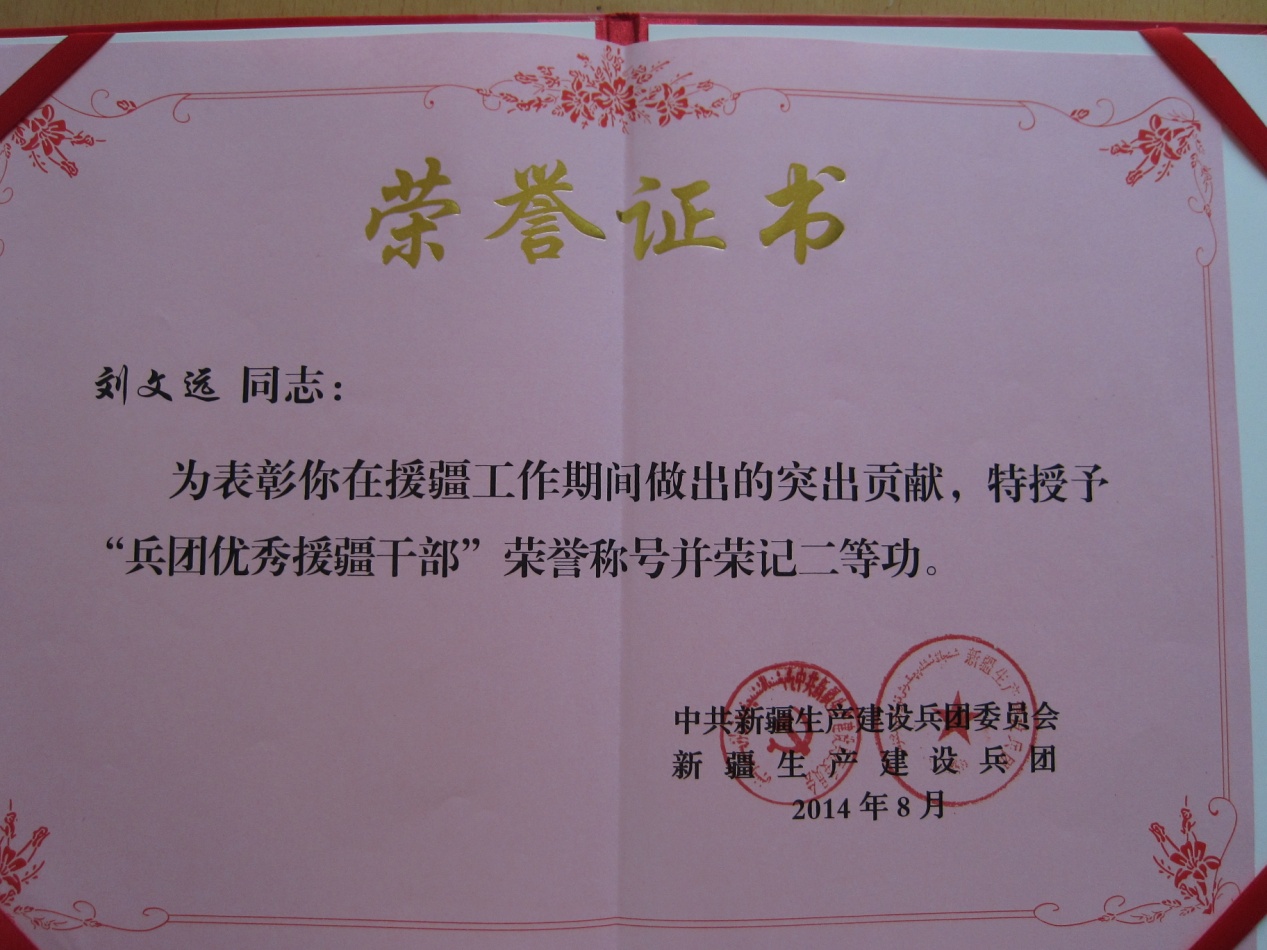 荣誉证书
刘文远 同志：
为表彰你在援疆工作期间做出的突出贡献，特授予
“兵团优秀援疆干部”荣誉称号并荣记二等功。
中共新疆生产建设兵团委员会
新疆生产建设兵团
2014年8月